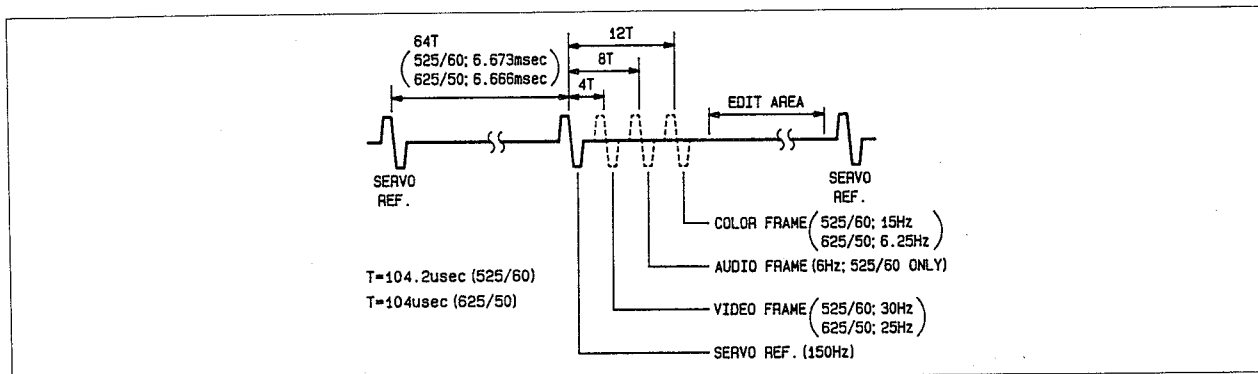 64T
(525/60; 6.673msec
625/50; 6.666msec)
12T
8T
4T
EDIT AREA
SERVO
REF.
SERVO
REF.
COLOR FRAME (525/60; 15Hz
625/50; 6.25Hz)
AUDIO FRAME (6Hz; 525/60 ONLY)
T=104.2usec (525/60)
T=104usec (625/50)
VIDEO FRAME (525/60; 30Hz
625/50; 25Hz)
SERVO REF. (150Hz)